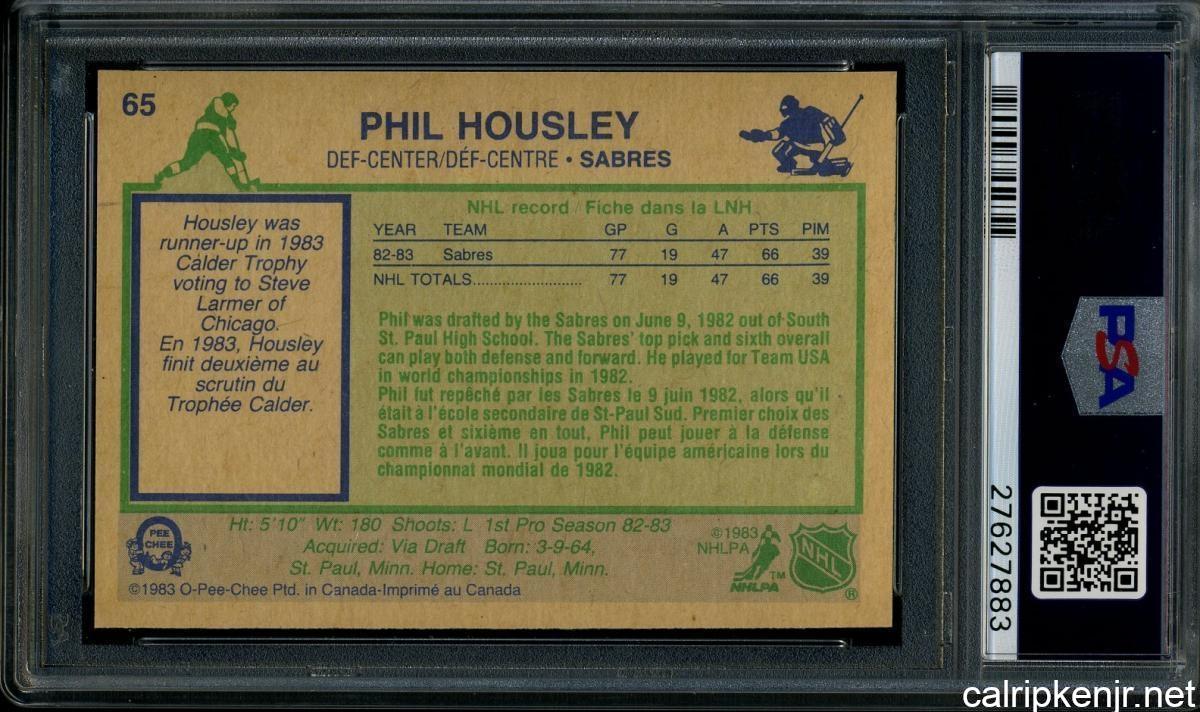 65
PHIL HOUSLEY
DEF-CENTER/DÉF-CENTRE • SABRES
Housley was
runner-up in 1983
Calder Trophy
voting to Steve
Larmer of
Chicago.
En 1983, Housley
finit deuxième au
scrutin du
Trophée Calder.
NHL record / Fiche dans la LNH
YEAR TEAM GP G A PTS PIM
82-83 Sabres 77 19 47 66 39
NHL TOTALS.......................... 77 19 47 66 39
Phil was drafted by the Sabres on June 9, 1982 out of South
St. Paul High School. The Sabres' top pick and sixth overall
can play both defense and forward. He played for Team USA
in world championships in 1982.
Phil fut repêché par les Sabres le 9 juin 1982, alors qu'il
était à l'école secondaire de St-Paul Sud. Premier choix des
Sabres et sixième en tout, Phil peut jouer à la défense
comme à l'avant. Il joua pour l'équipe américaine lors du
championnat mondial de 1982.
Ht: 5'10" Wt: 180 Shoots: L 1st Pro Season 82-83
Acquired: Via Draft Born: 3-9-64,
St. Paul, Minn. Home: St. Paul, Minn.
O-PEE-CHEE
©1983 O-Pee-Chee Ptd. in Canada-Imprimé au Canada
©1983
NHLPA
TM
NHLPA
NHL
®
PSA
27627883
calripkenjr.net